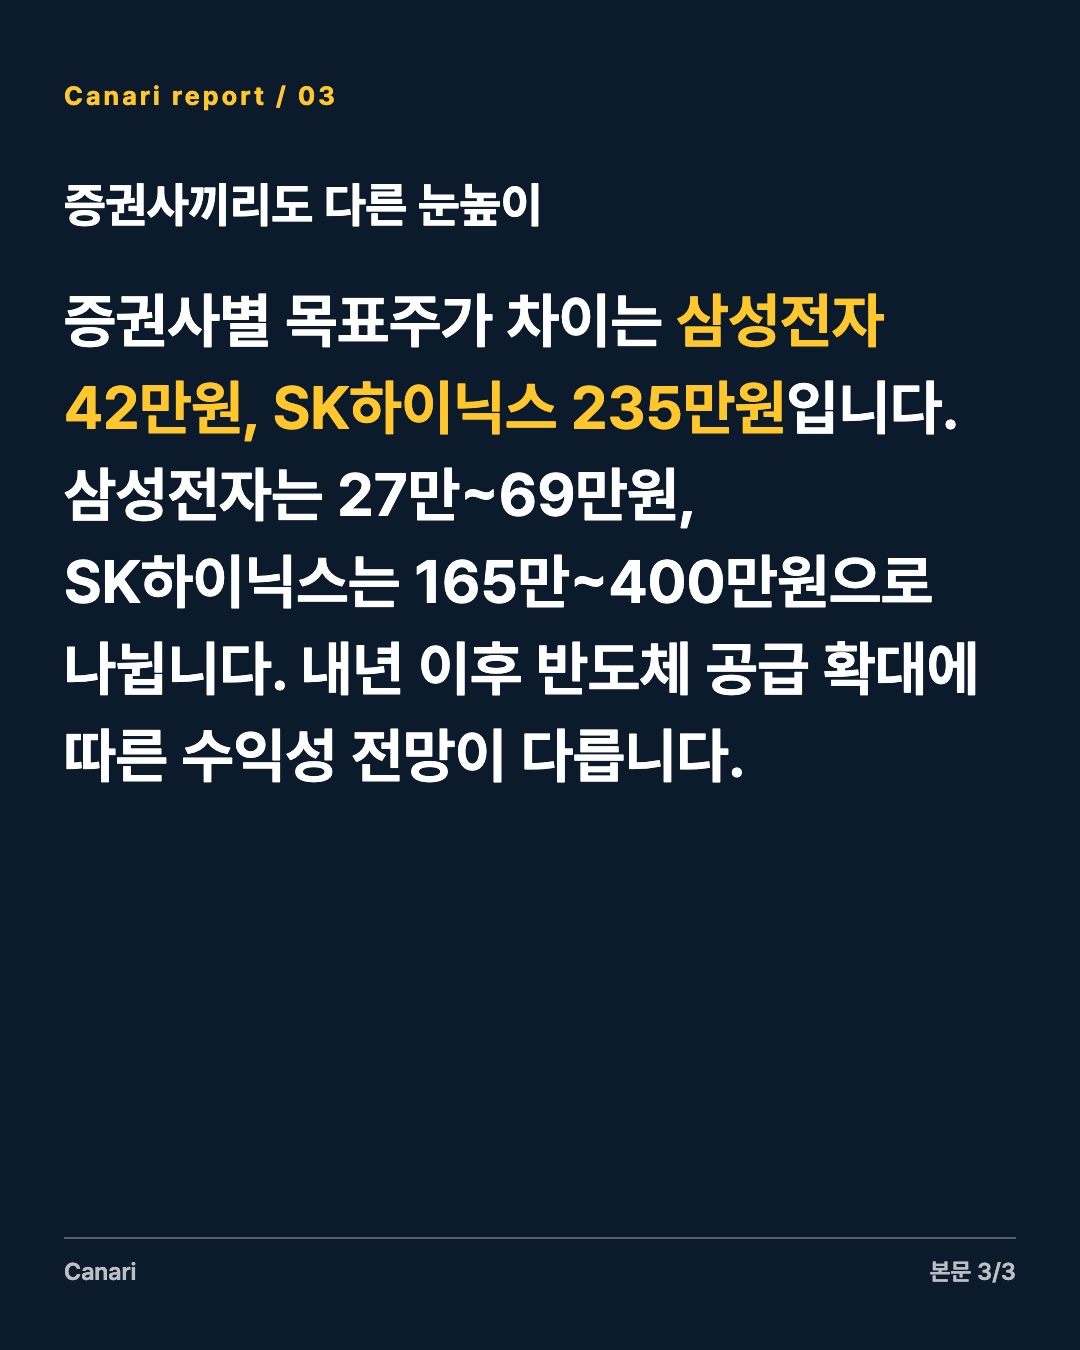 Canari report / 03
증권사끼리도 다른 눈높이
증권사별 목표주가 차이는 삼성전자
42만원, SK하이닉스 235만원입니다.
삼성전자는 27만~69만원,
SK하이닉스는 165만~400만원으로
나뉩니다. 내년 이후 반도체 공급 확대에
따른 수익성 전망이 다릅니다.
Canari
본문 3/3